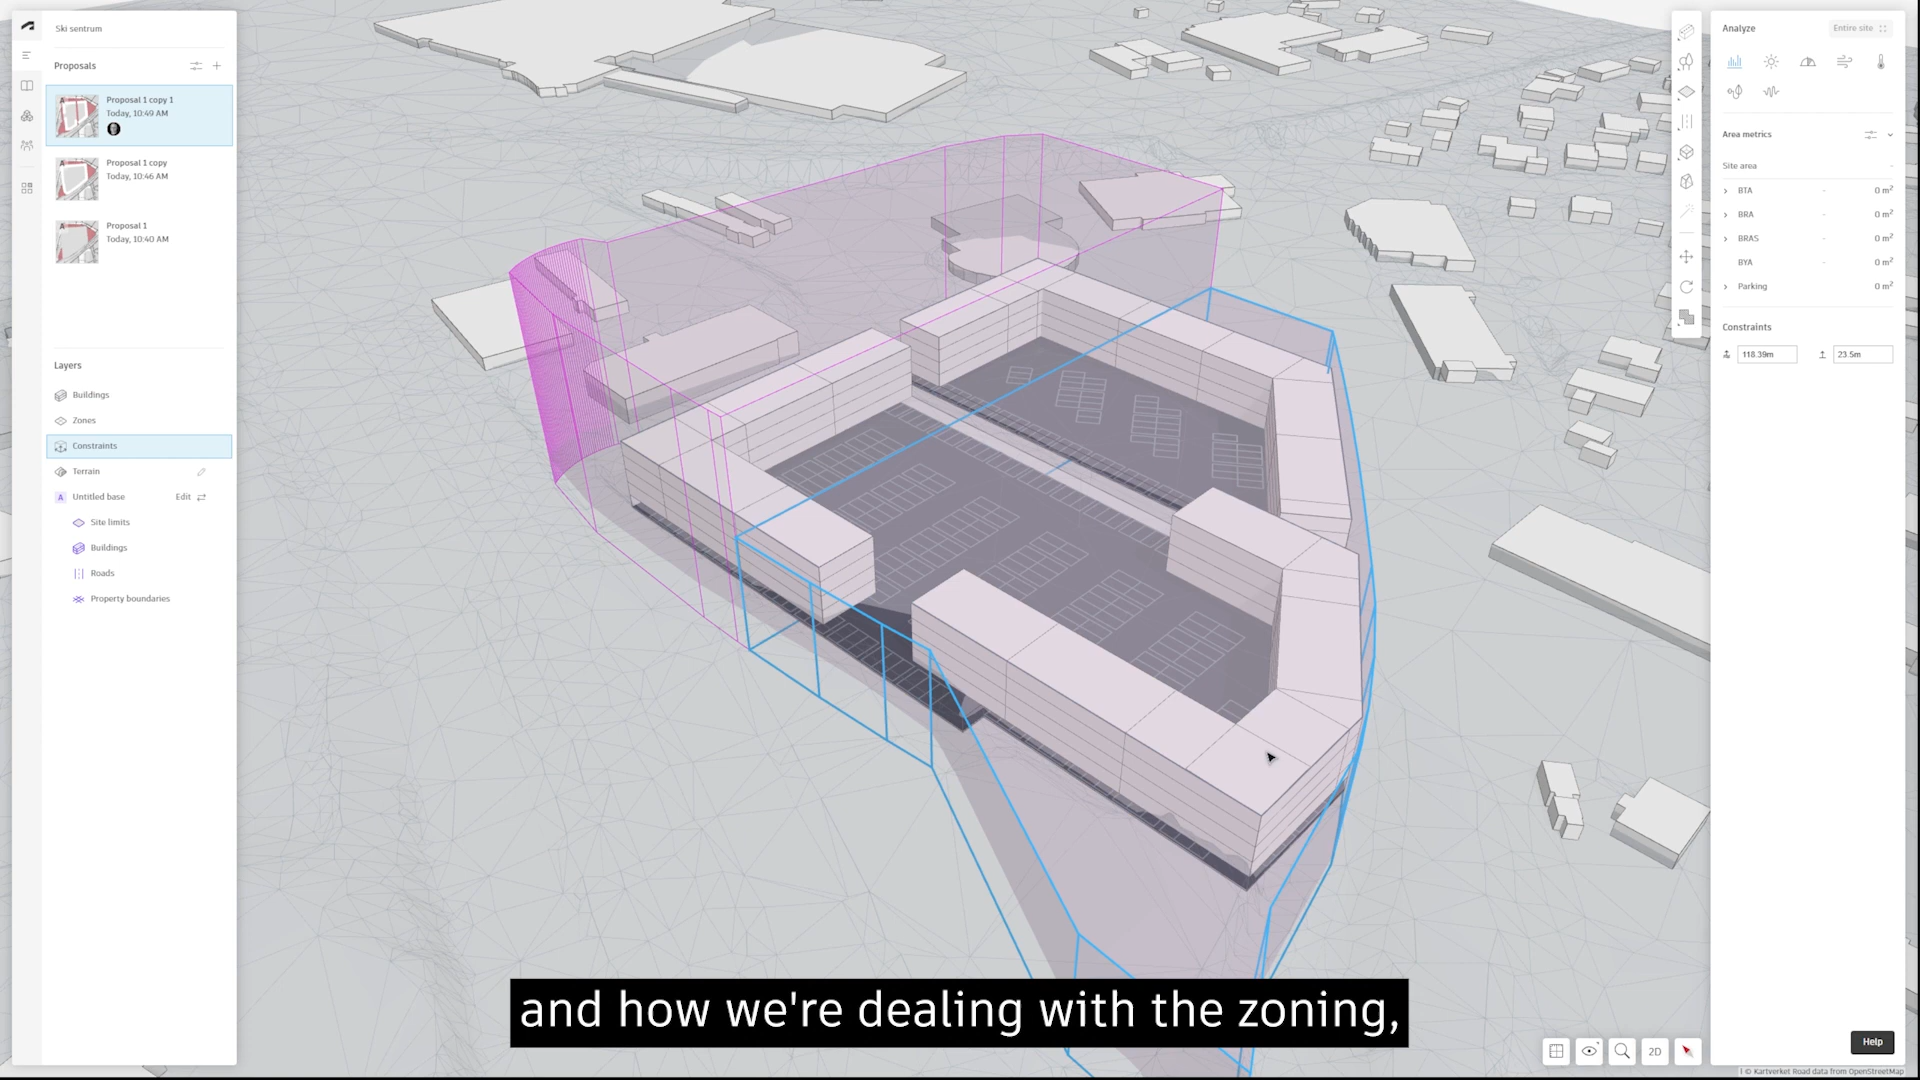 Ski sentrum
Proposals
Proposal 1 copy 1
Today, 10:49 AM
Proposal 1 copy
Today, 10:46 AM
Proposal 1
Today, 10:40 AM
Layers
Buildings
Zones
Constraints
Terrain
A Untitled base Edit
Site limits
Buildings
Roads
Property boundaries
Analyze Entire site
Area metrics
Site area -
BTA - 0 m²
BRA - 0 m²
BRAS - 0 m²
BYA 0 m²
Parking 0 m²
Constraints
118.39m 23.5m
and how we're dealing with the zoning,
2D
Help
| © Kartverket Road data from OpenStreetMap